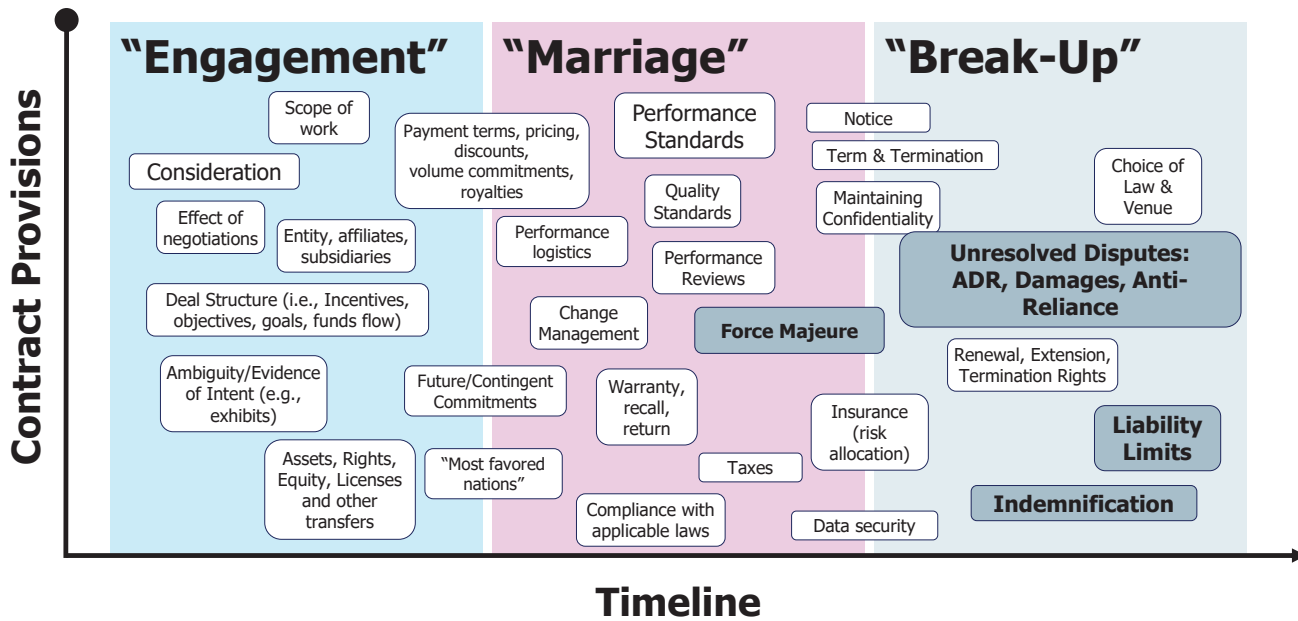 Contract Provisions
“Engagement”
“Marriage”
“Break-Up”
Scope of
work
Consideration
Effect of
negotiations
Entity, affiliates,
subsidiaries
Deal Structure (i.e., Incentives,
objectives, goals, funds flow)
Ambiguity/Evidence
of Intent (e.g.,
exhibits)
Assets, Rights,
Equity, Licenses
and other
transfers
Payment terms, pricing,
discounts,
volume commitments,
royalties
Future/Contingent
Commitments
“Most favored
nations”
Performance
Standards
Quality
Standards
Performance
logistics
Performance
Reviews
Change
Management
Force Majeure
Warranty,
recall,
return
Taxes
Compliance with
applicable laws
Notice
Term & Termination
Maintaining
Confidentiality
Insurance
(risk
allocation)
Data security
Choice of
Law &
Venue
Unresolved Disputes:
ADR, Damages, Anti-
Reliance
Renewal, Extension,
Termination Rights
Liability
Limits
Indemnification
Timeline